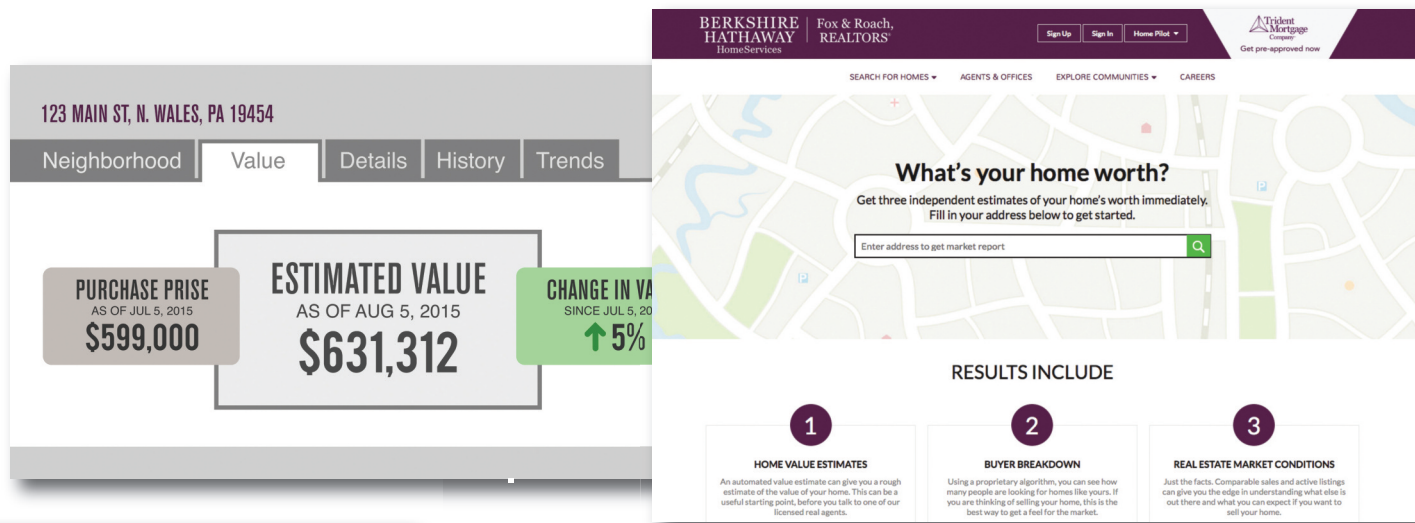 123 MAIN ST, N. WALES, PA 19454
Neighborhood
Value
Details
History
Trends
PURCHASE PRISE
AS OF JUL 5, 2015
$599,000
ESTIMATED VALUE
AS OF AUG 5, 2015
$631,312
CHANGE IN VA
SINCE JUL 5, 20
5%
BERKSHIRE
HATHAWAY
HomeServices
Fox & Roach,
REALTORS®
Sign Up
Sign In
Home Pilot
Trident
Mortgage
Company
Get pre-approved now
SEARCH FOR HOMES
AGENTS & OFFICES
EXPLORE COMMUNITIES
CAREERS
What's your home worth?
Get three independent estimates of your home's worth immediately.
Fill in your address below to get started.
Enter address to get market report
P
P
P
RESULTS INCLUDE
1
HOME VALUE ESTIMATES
An automated value estimate can give you a rough
estimate of the value of your home. This can be a
useful starting point, before you talk to one of our
licensed real agents.
2
BUYER BREAKDOWN
Using a proprietary algorithm, you can see how
many people are looking for homes like yours. If
you are thinking of selling your home, this is the
best way to get a feel for the market.
3
REAL ESTATE MARKET CONDITIONS
Just the facts. Comparable sales and active listings
can give you the edge in understanding what else is
out there and what you can expect if you want to
sell your home.